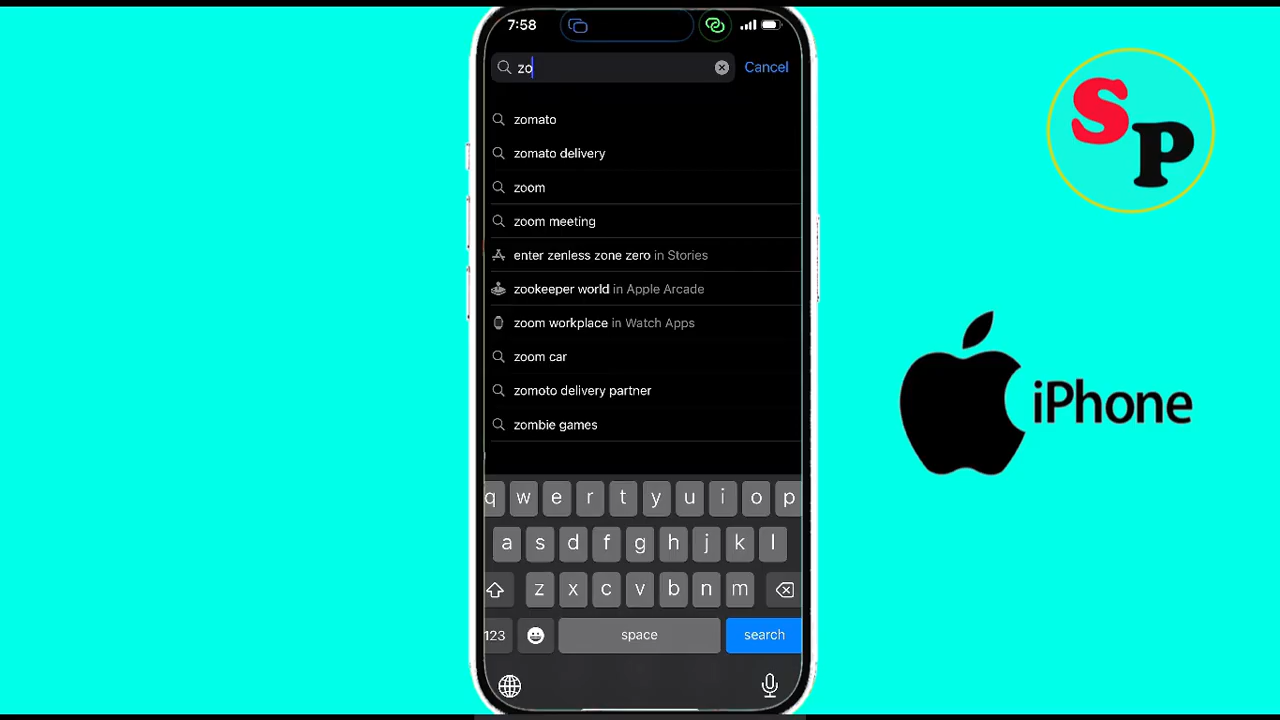 7:58
zo
Cancel
zomato
zomato delivery
zoom
zoom meeting
enter zenless zone zero in Stories
zookeeper world in Apple Arcade
zoom workplace in Watch Apps
zoom car
zomoto delivery partner
zombie games
q w e r t y u i o p
a s d f g h j k l
z x c v b n m
123 space search
SP
iPhone